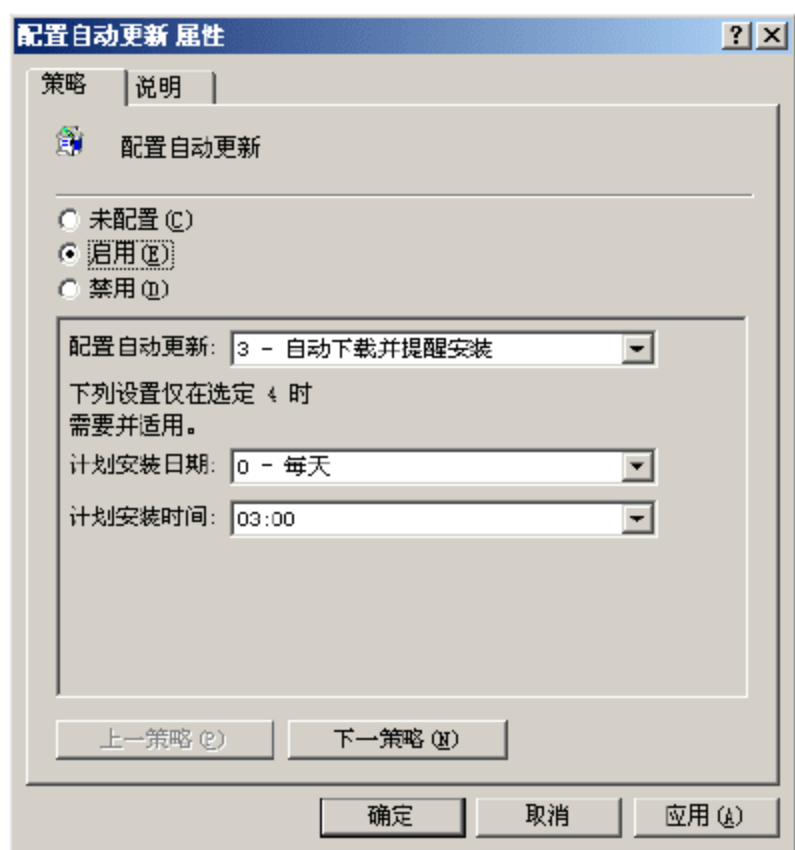 配置自动更新 属性
策略
说明
配置自动更新
未配置(C)
启用(E)
禁用(D)
配置自动更新: 3 - 自动下载并提醒安装
下列设置仅在选定 4 时
需要并适用。
计划安装日期: 0 - 每天
计划安装时间: 03:00
上一策略(P)
下一策略(N)
确定
取消
应用(A)